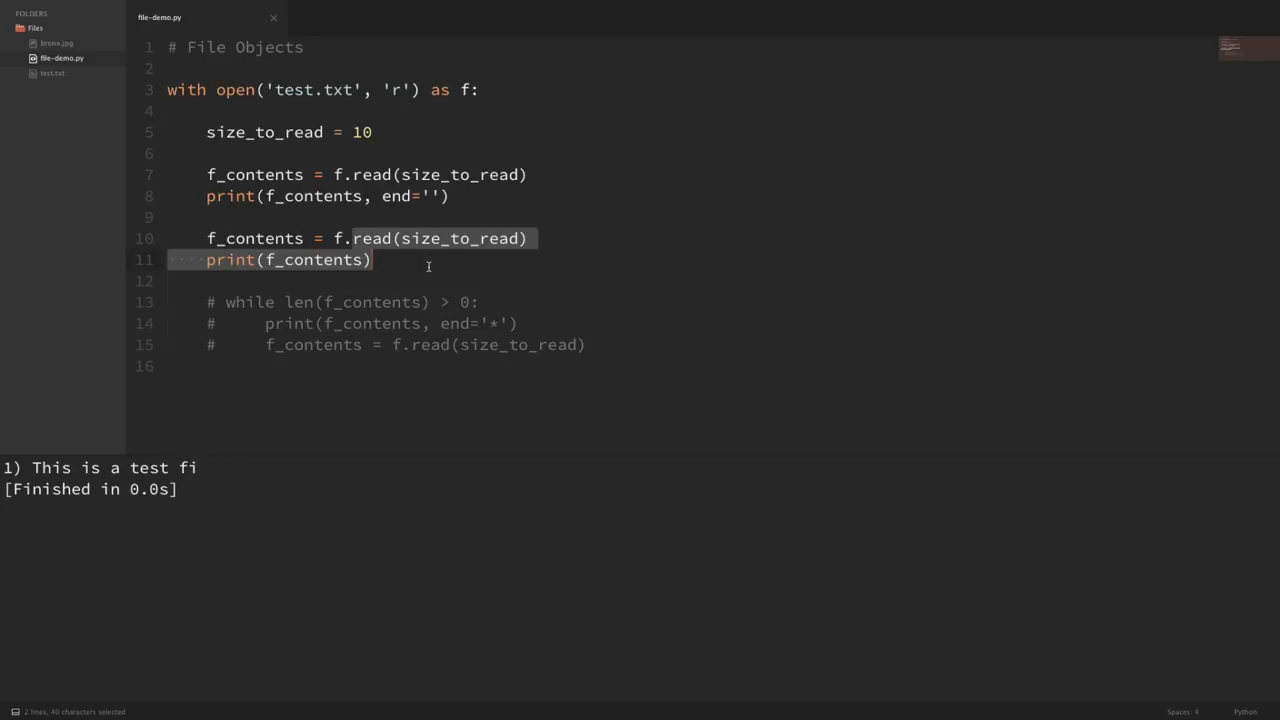 FOLDERS
Files
bronx.jpg
file-demo.py
test.txt
file-demo.py
1 # File Objects
2
3 with open('test.txt', 'r') as f:
4
5     size_to_read = 10
6
7     f_contents = f.read(size_to_read)
8     print(f_contents, end='')
9
10     f_contents = f.read(size_to_read)
11     print(f_contents)
12
13     # while len(f_contents) > 0:
14     #     print(f_contents, end='*')
15     #     f_contents = f.read(size_to_read)
16
1) This is a test fi
[Finished in 0.0s]
2 lines, 40 characters selected
Spaces: 4
Python